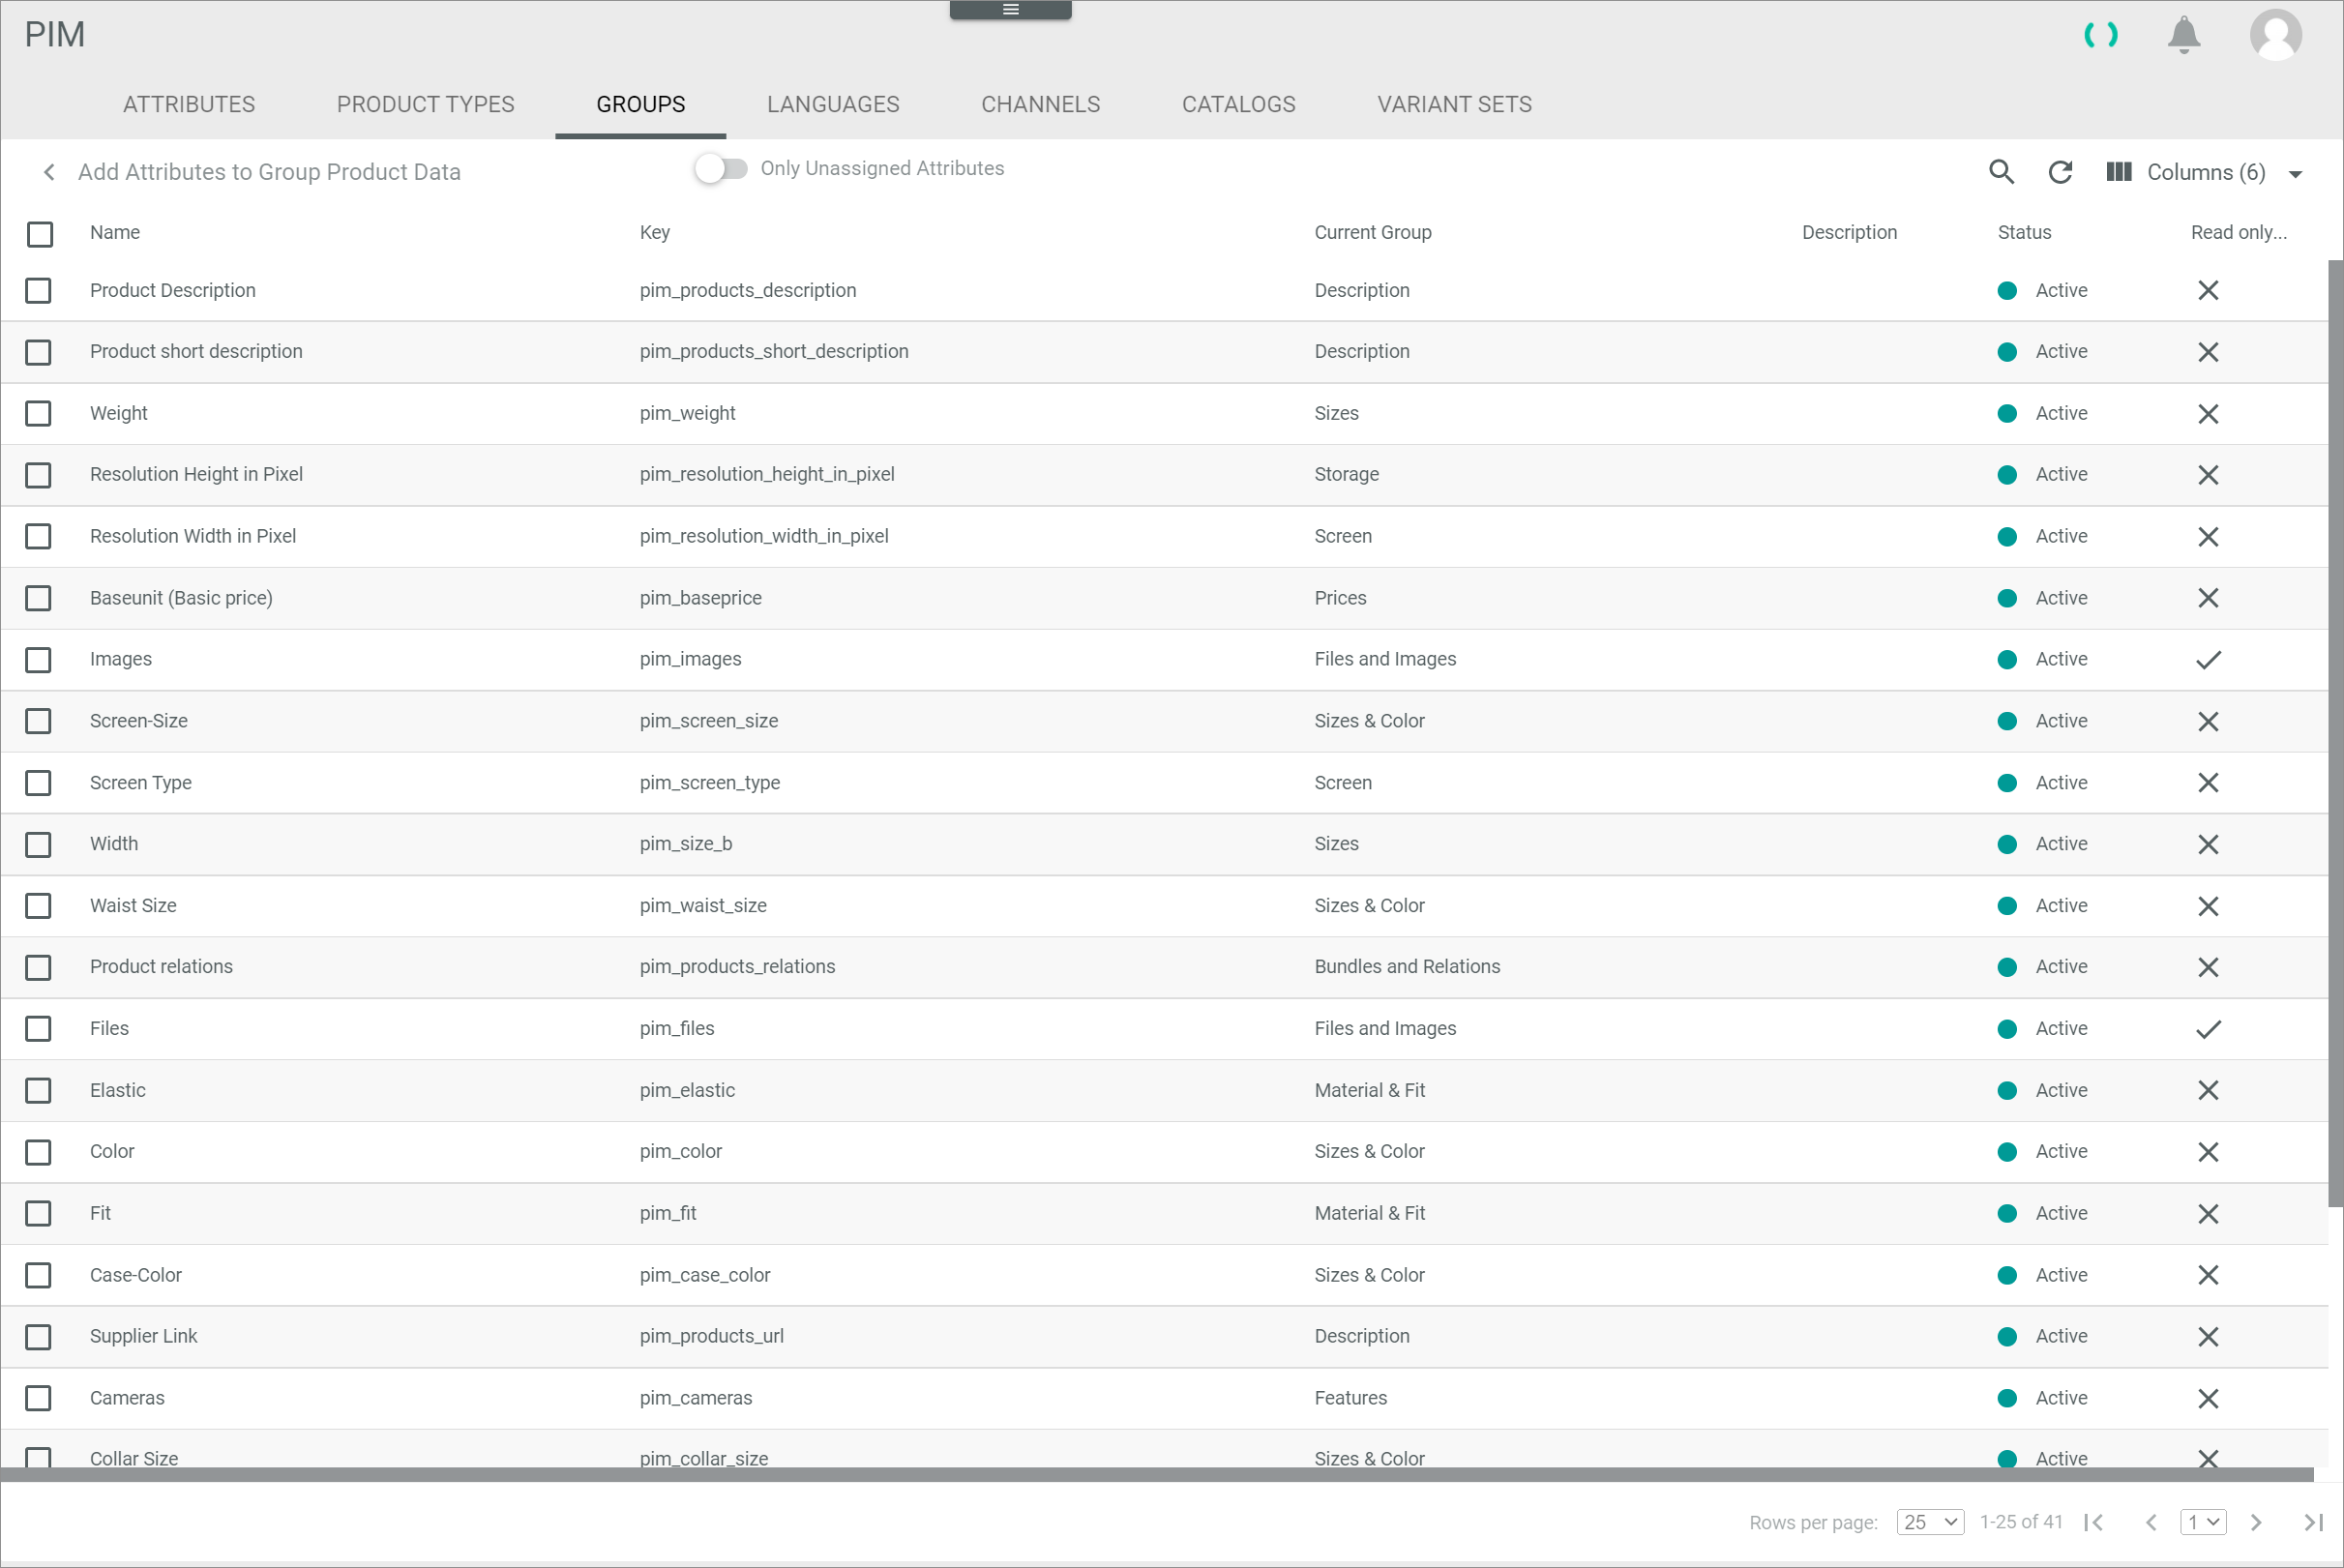 PIM
ATTRIBUTES PRODUCT TYPES GROUPS LANGUAGES CHANNELS CATALOGS VARIANT SETS
Add Attributes to Group Product Data Only Unassigned Attributes Columns (6)
Name Key Current Group Description Status Read only...
Product Description pim_products_description Description Active
Product short description pim_products_short_description Description Active
Weight pim_weight Sizes Active
Resolution Height in Pixel pim_resolution_height_in_pixel Storage Active
Resolution Width in Pixel pim_resolution_width_in_pixel Screen Active
Baseunit (Basic price) pim_baseprice Prices Active
Images pim_images Files and Images Active
Screen-Size pim_screen_size Sizes & Color Active
Screen Type pim_screen_type Screen Active
Width pim_size_b Sizes Active
Waist Size pim_waist_size Sizes & Color Active
Product relations pim_products_relations Bundles and Relations Active
Files pim_files Files and Images Active
Elastic pim_elastic Material & Fit Active
Color pim_color Sizes & Color Active
Fit pim_fit Material & Fit Active
Case-Color pim_case_color Sizes & Color Active
Supplier Link pim_products_url Description Active
Cameras pim_cameras Features Active
Collar Size pim_collar_size Sizes & Color Active
Rows per page: 25 1-25 of 41 1